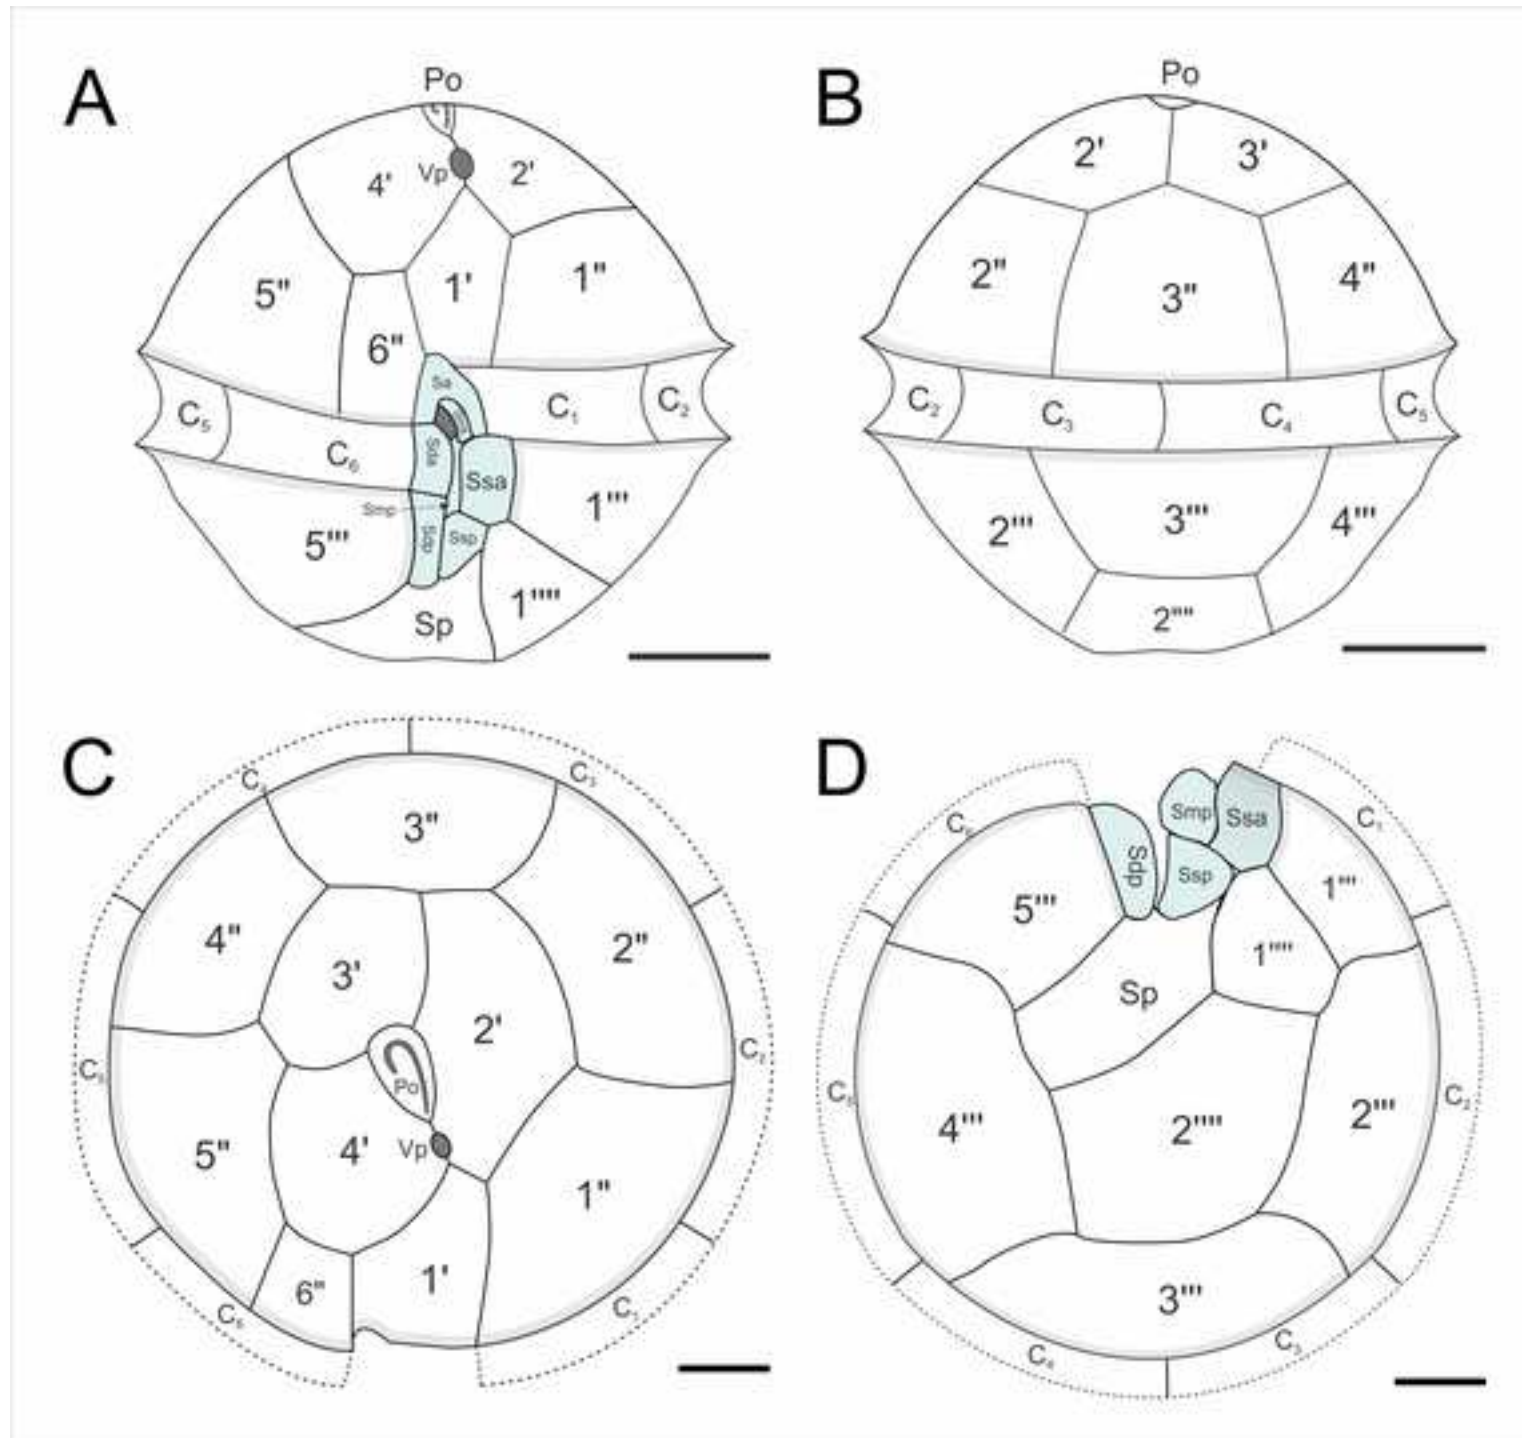 A
Po
Vp
4'
2'
5"
1'
1"
6"
Sa
C₅
C₆
C₁
C₂
Sda
Ssa
Smp
Sdp
Ssp
5'''
1'''
Sp
1''''
B
Po
2'
3'
2"
3"
4"
C₂
C₃
C₄
C₅
2'''
3'''
4'''
2''''
C
3"
4"
2"
3'
2'
Po
Vp
4'
5"
1"
6"
1'
C₃
C₂
C₆
D
Smp
Ssa
Sdp
Ssp
C₁
5'''
1'''
1''''
Sp
4'''
2''''
2'''
3'''
C₂
C₄
C₃